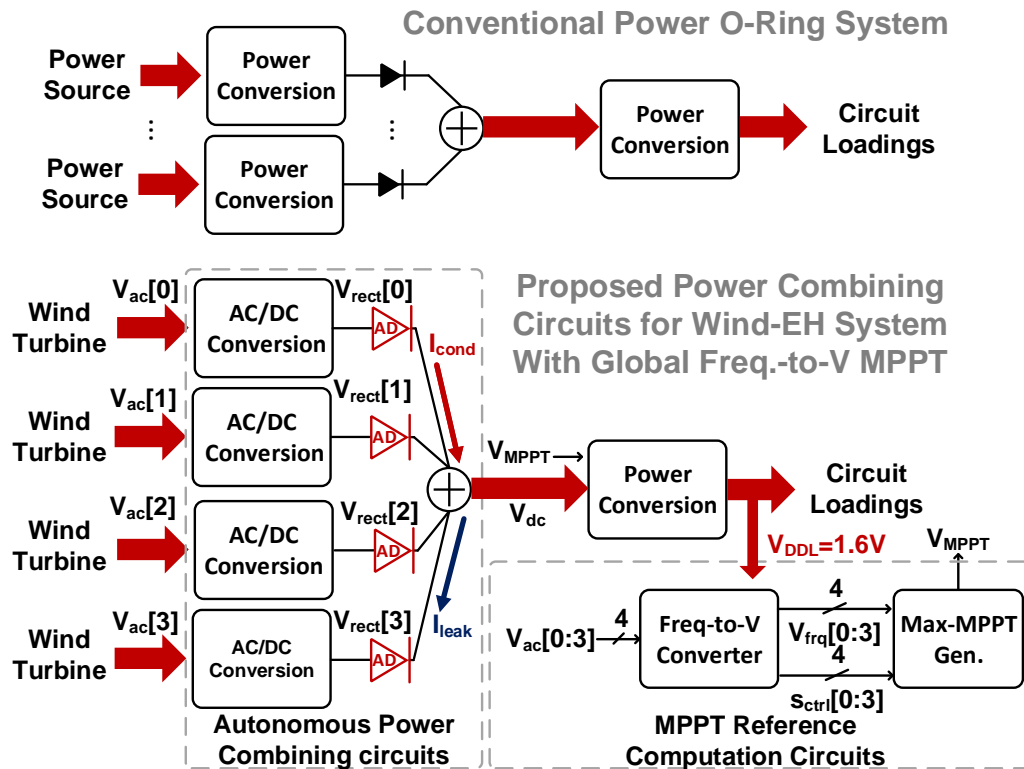 Conventional Power O-Ring System
Power
Source
Power
Conversion
...
...
Power
Source
Power
Conversion
Power
Conversion
Circuit
Loadings
Proposed Power Combining
Circuits for Wind-EH System
With Global Freq.-to-V MPPT
Wind
Turbine
Vac[0]
AC/DC
Conversion
Vrect[0]
AD
Icond
Wind
Turbine
Vac[1]
AC/DC
Conversion
Vrect[1]
AD
Wind
Turbine
Vac[2]
AC/DC
Conversion
Vrect[2]
AD
Wind
Turbine
Vac[3]
AC/DC
Conversion
Vrect[3]
AD
Ileak
Autonomous Power
Combining circuits
VMPPT
Vdc
Power
Conversion
Circuit
Loadings
VDDL=1.6V
VMPPT
Vac[0:3]
4
Freq-to-V
Converter
4
Vfrq[0:3]
4
sctrl[0:3]
Max-MPPT
Gen.
MPPT Reference
Computation Circuits